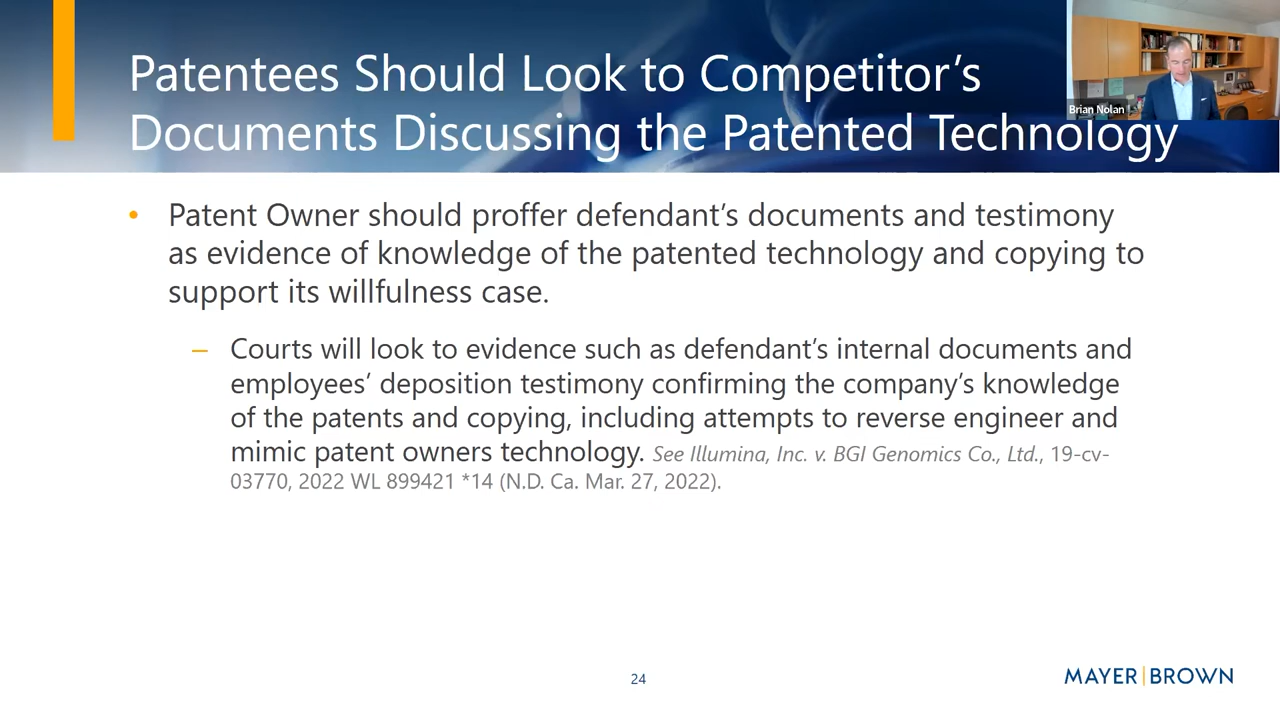 Patentees Should Look to Competitor's
Documents Discussing the Patented Technology
Brian Nolan
• Patent Owner should proffer defendant's documents and testimony
as evidence of knowledge of the patented technology and copying to
support its willfulness case.
– Courts will look to evidence such as defendant's internal documents and
employees' deposition testimony confirming the company's knowledge
of the patents and copying, including attempts to reverse engineer and
mimic patent owners technology. See Illumina, Inc. v. BGI Genomics Co., Ltd., 19-cv-
03770, 2022 WL 899421 *14 (N.D. Ca. Mar. 27, 2022).
24
MAYER|BROWN